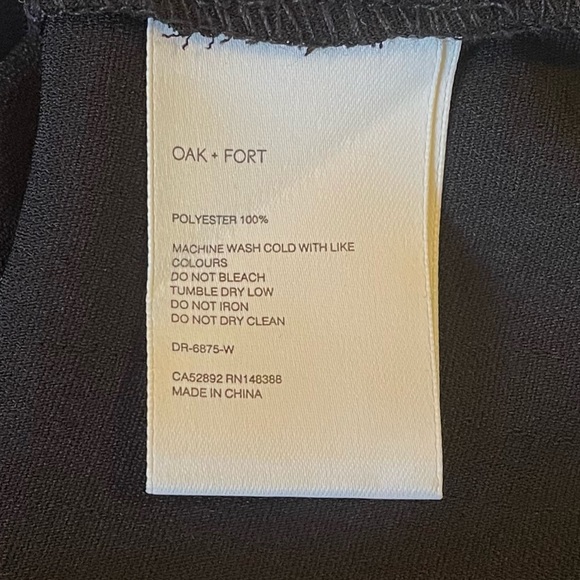 OAK + FORT
POLYESTER 100%
MACHINE WASH COLD WITH LIKE
COLOURS
DO NOT BLEACH
TUMBLE DRY LOW
DO NOT IRON
DO NOT DRY CLEAN
DR-6875-W
CA52892 RN148388
MADE IN CHINA